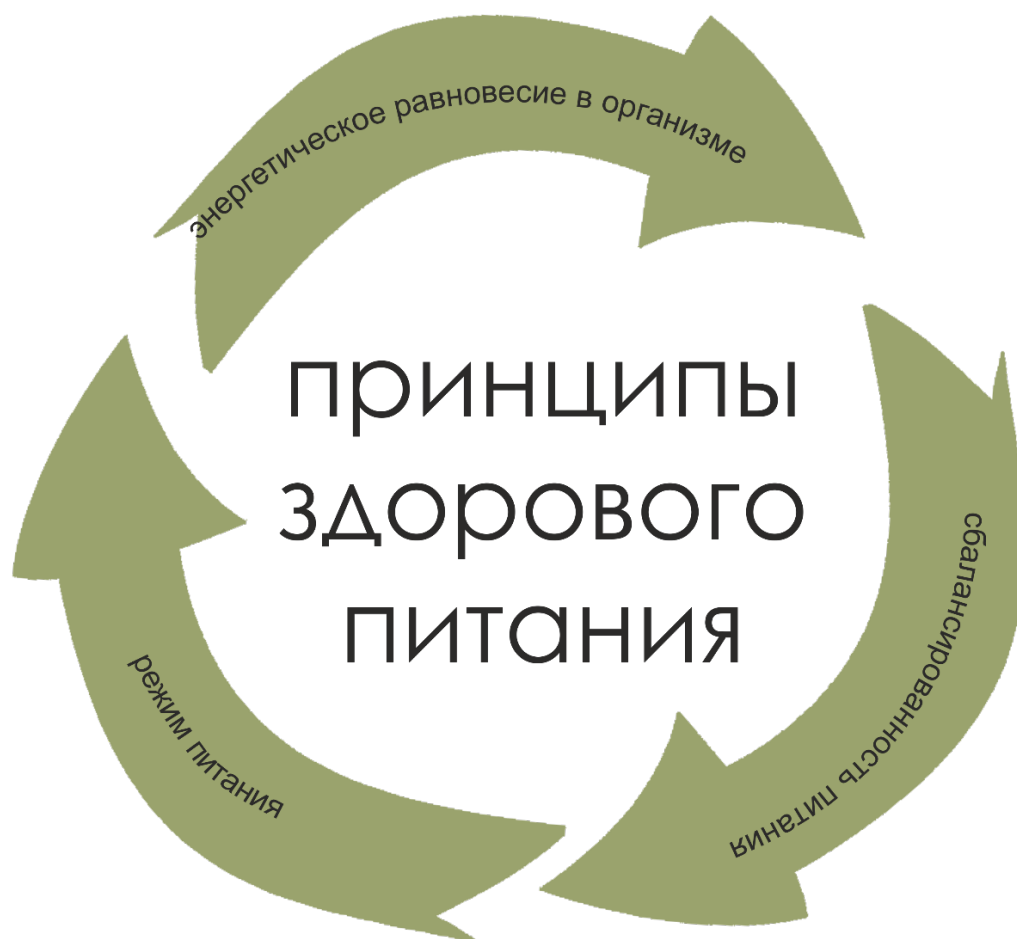 энергетическое равновесие в организме
принципы
здорового
питания
сбалансированность питания
режим питания